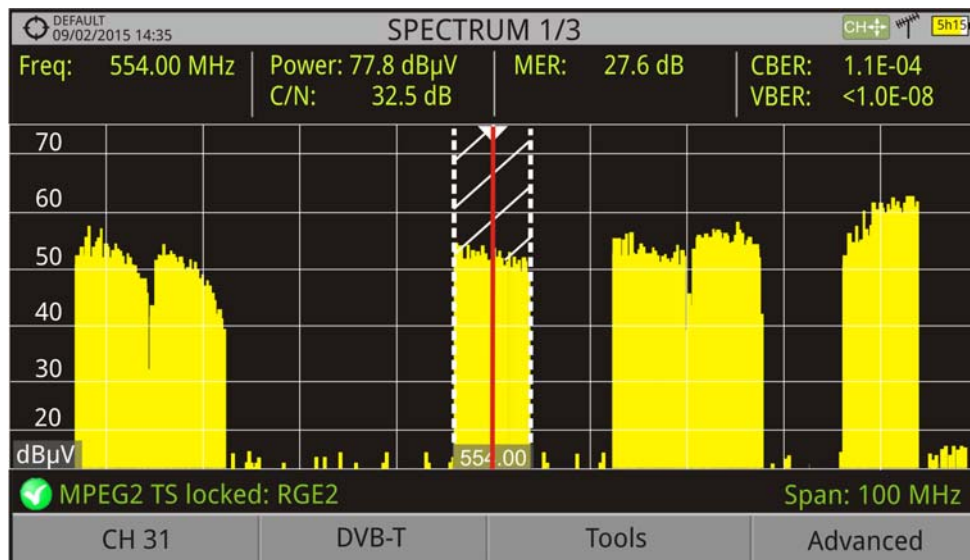 DEFAULT
09/02/2015 14:35
SPECTRUM 1/3
CH
5h15
Freq: 554.00 MHz
Power: 77.8 dBµV
C/N: 32.5 dB
MER: 27.6 dB
CBER: 1.1E-04
VBER: <1.0E-08
70
60
50
40
30
20
dBµV
554.00
MPEG2 TS locked: RGE2
Span: 100 MHz
CH 31
DVB-T
Tools
Advanced